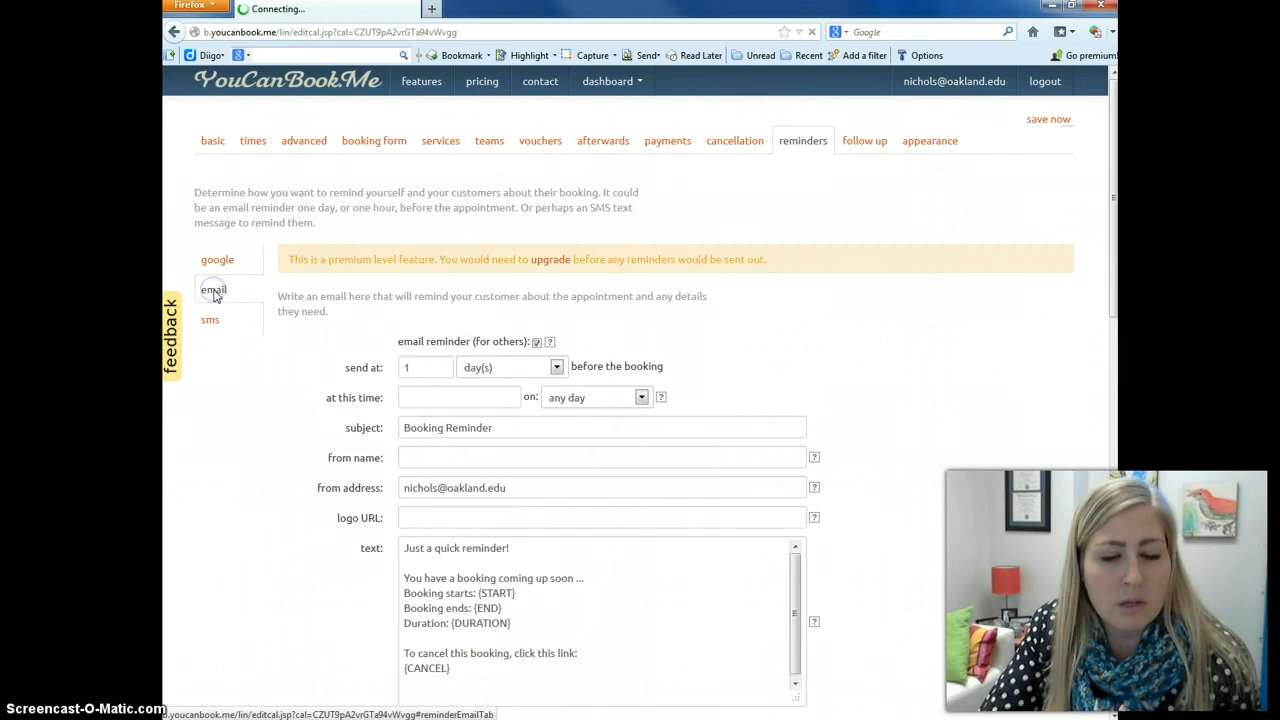 Firefox
Connecting...
b.youcanbook.me/lin/editcal.jsp?cal=CZUT9pA2vrGTa94vWvgg
Google
Diigo
Bookmark
Highlight
Capture
Send
Read Later
Unread
Recent
Add a filter
Options
Go premium!
YouCanBookMe
features
pricing
contact
dashboard
nichols@oakland.edu
logout
save now
basic times advanced booking form services teams vouchers afterwards payments cancellation reminders follow up appearance
Determine how you want to remind yourself and your customers about their booking. It could
be an email reminder one day, or one hour, before the appointment. Or perhaps an SMS text
message to remind them.
google
This is a premium level feature. You would need to upgrade before any reminders would be sent out.
email
Write an email here that will remind your customer about the appointment and any details
they need.
sms
feedback
email reminder (for others): ?
send at: 1 day(s) before the booking
at this time: on: any day ?
subject: Booking Reminder
from name: ?
from address: nichols@oakland.edu ?
logo URL: ?
text: Just a quick reminder!
You have a booking coming up soon ...
Booking starts: {START}
Booking ends: {END}
Duration: {DURATION}
?
To cancel this booking, click this link:
{CANCEL}
Screencast-O-Matic.com
b.youcanbook.me/lin/editcal.jsp?cal=CZUT9pA2vrGTa94vWvgg#reminderEmailTab